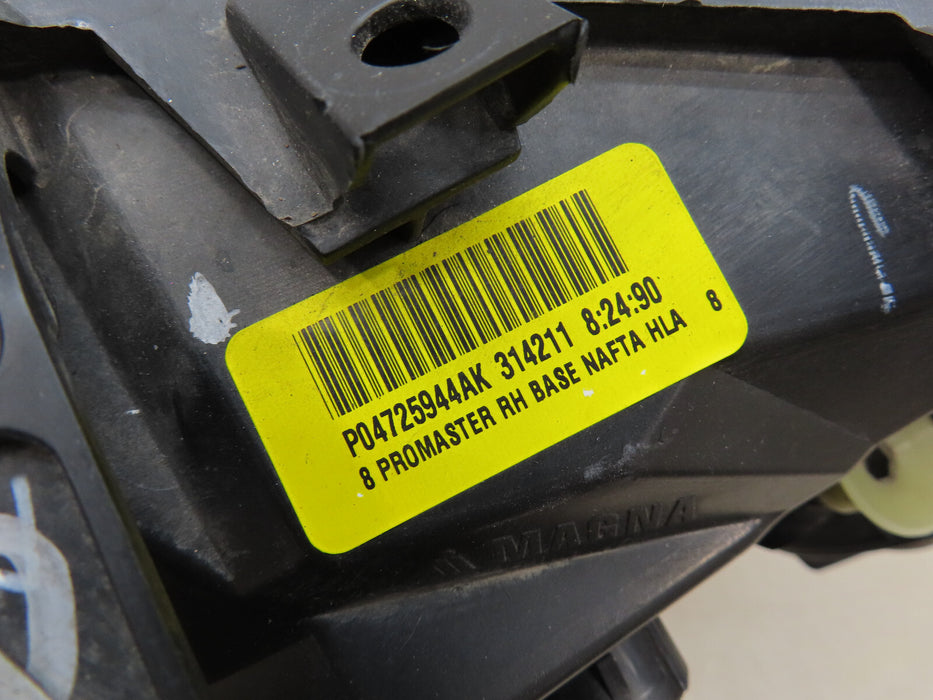 P04725944AK 314211 8:24:90
8 PROMASTER RH BASE NAFTA HLA 8
MAGNA